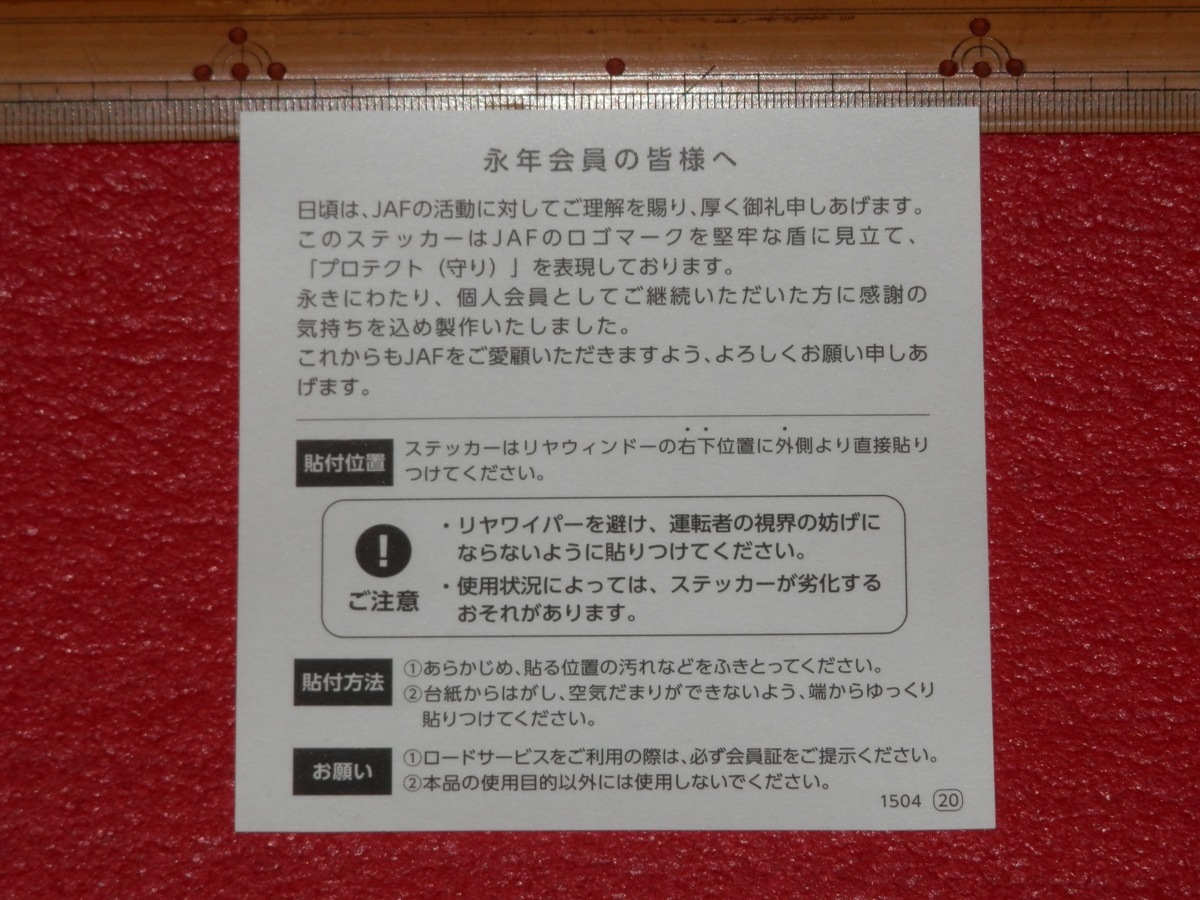 永年会員の皆様へ
日頃は、JAFの活動に対してご理解を賜り、厚く御礼申しあげます。
このステッカーはJAFのロゴマークを堅牢な盾に見立て、
「プロテクト（守り）」を表現しております。
永きにわたり、個人会員としてご継続いただいた方に感謝の
気持ちを込め製作いたしました。
これからもJAFをご愛顧いただきますよう、よろしくお願い申しあ
げます。
貼付位置
ステッカーはリヤウィンドーの右下位置に外側より直接貼り
つけてください。
ご注意
・リヤワイパーを避け、運転者の視界の妨げに
ならないように貼りつけてください。
・使用状況によっては、ステッカーが劣化する
おそれがあります。
貼付方法
①あらかじめ、貼る位置の汚れなどをふきとってください。
②台紙からはがし、空気だまりができないよう、端からゆっくり
貼りつけてください。
お願い
①ロードサービスをご利用の際は、必ず会員証をご提示ください。
②本品の使用目的以外には使用しないでください。
1504 20